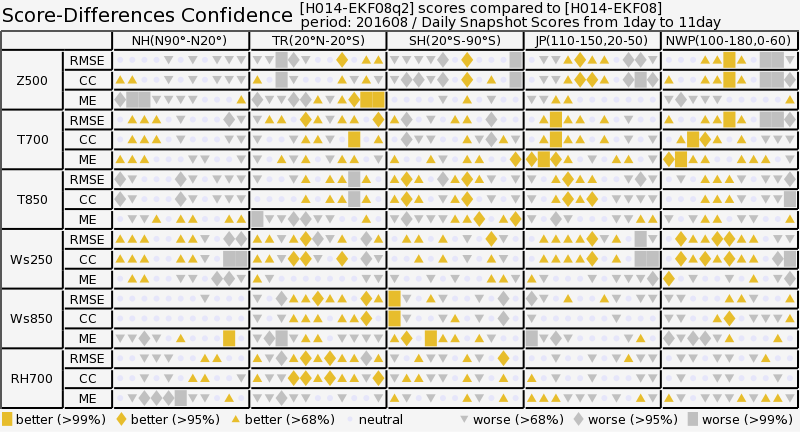 Score-Differences Confidence
[H014-EKF08q2] scores compared to [H014-EKF08]
period: 201608 / Daily Snapshot Scores from 1day to 11day
NH(N90°-N20°) TR(20°N-20°S) SH(20°S-90°S) JP(110-150,20-50) NWP(100-180,0-60)
Z500
RMSE
CC
ME
T700
RMSE
CC
ME
T850
RMSE
CC
ME
Ws250
RMSE
CC
ME
Ws850
RMSE
CC
ME
RH700
RMSE
CC
ME
better (>99%) better (>95%) better (>68%) neutral worse (>68%) worse (>95%) worse (>99%)